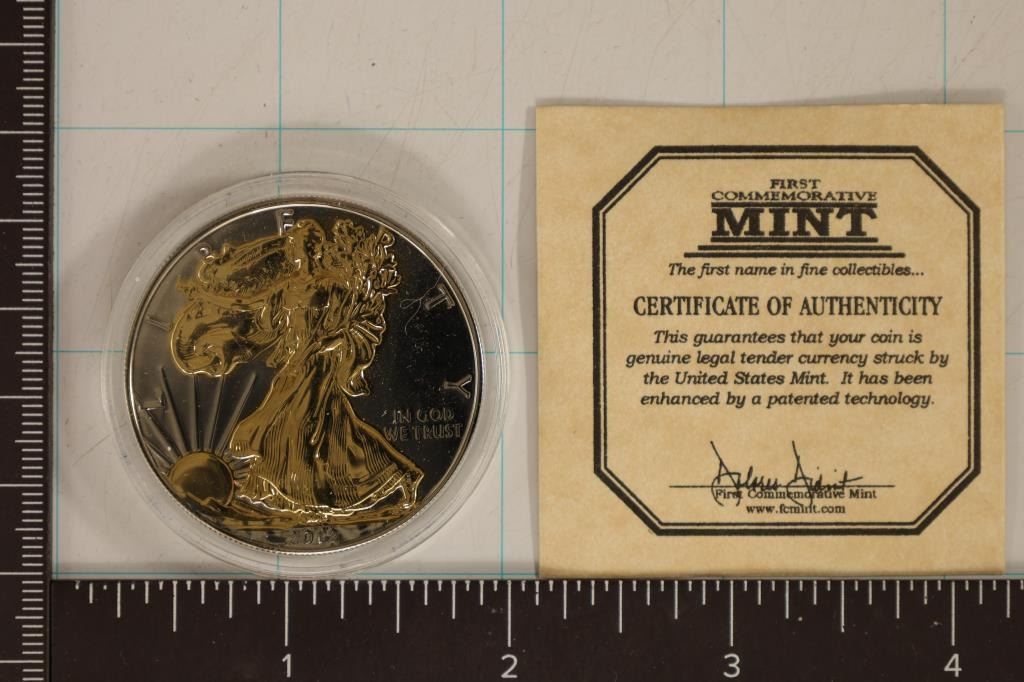 LIBERTY
IN GOD
WE TRUST
FIRST
COMMEMORATIVE
MINT
The first name in fine collectibles...
CERTIFICATE OF AUTHENTICITY
This guarantees that your coin is
genuine legal tender currency struck by
the United States Mint. It has been
enhanced by a patented technology.
First Commemorative Mint
www.fcmint.com
1 2 3 4